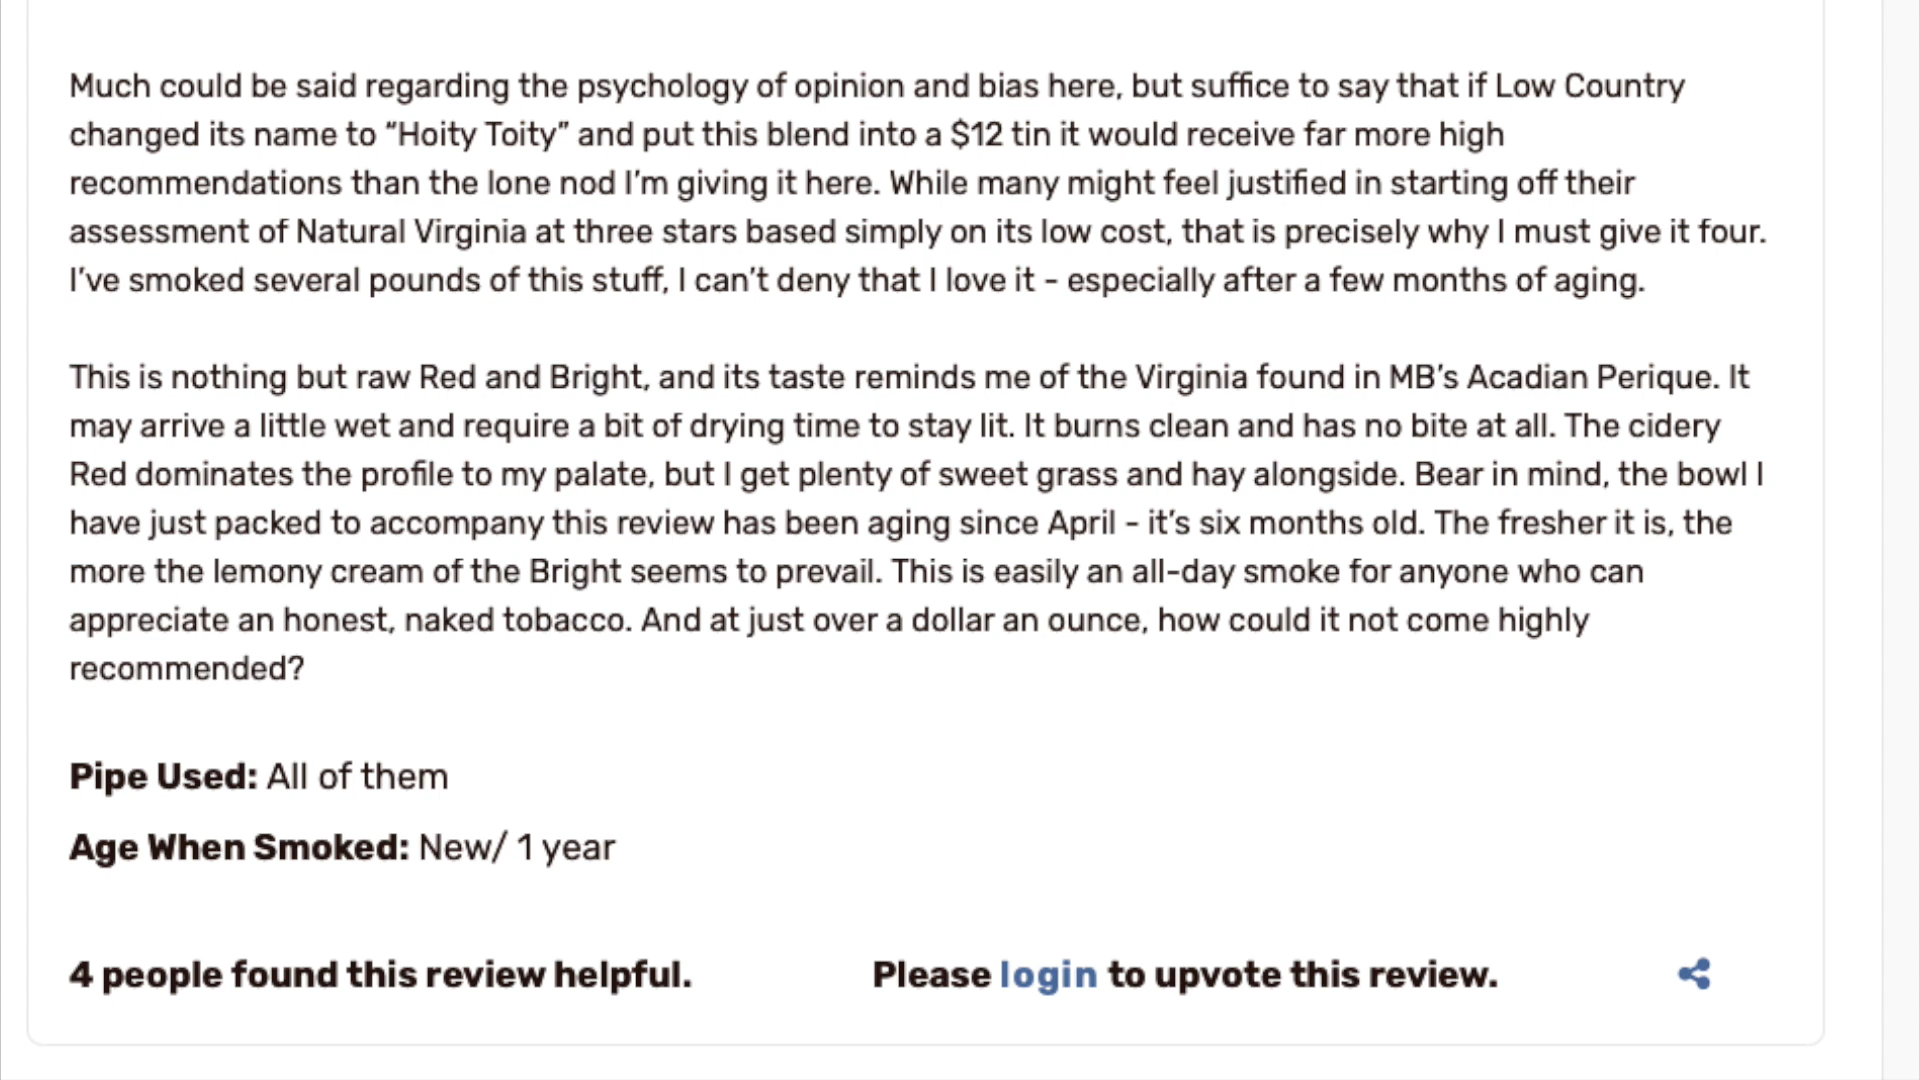 Much could be said regarding the psychology of opinion and bias here, but suffice to say that if Low Country
changed its name to “Hoity Toity” and put this blend into a $12 tin it would receive far more high
recommendations than the lone nod I’m giving it here. While many might feel justified in starting off their
assessment of Natural Virginia at three stars based simply on its low cost, that is precisely why I must give it four.
I’ve smoked several pounds of this stuff, I can’t deny that I love it - especially after a few months of aging.
This is nothing but raw Red and Bright, and its taste reminds me of the Virginia found in MB’s Acadian Perique. It
may arrive a little wet and require a bit of drying time to stay lit. It burns clean and has no bite at all. The cidery
Red dominates the profile to my palate, but I get plenty of sweet grass and hay alongside. Bear in mind, the bowl I
have just packed to accompany this review has been aging since April - it’s six months old. The fresher it is, the
more the lemony cream of the Bright seems to prevail. This is easily an all-day smoke for anyone who can
appreciate an honest, naked tobacco. And at just over a dollar an ounce, how could it not come highly
recommended?
Pipe Used: All of them
Age When Smoked: New/ 1 year
4 people found this review helpful. Please login to upvote this review.